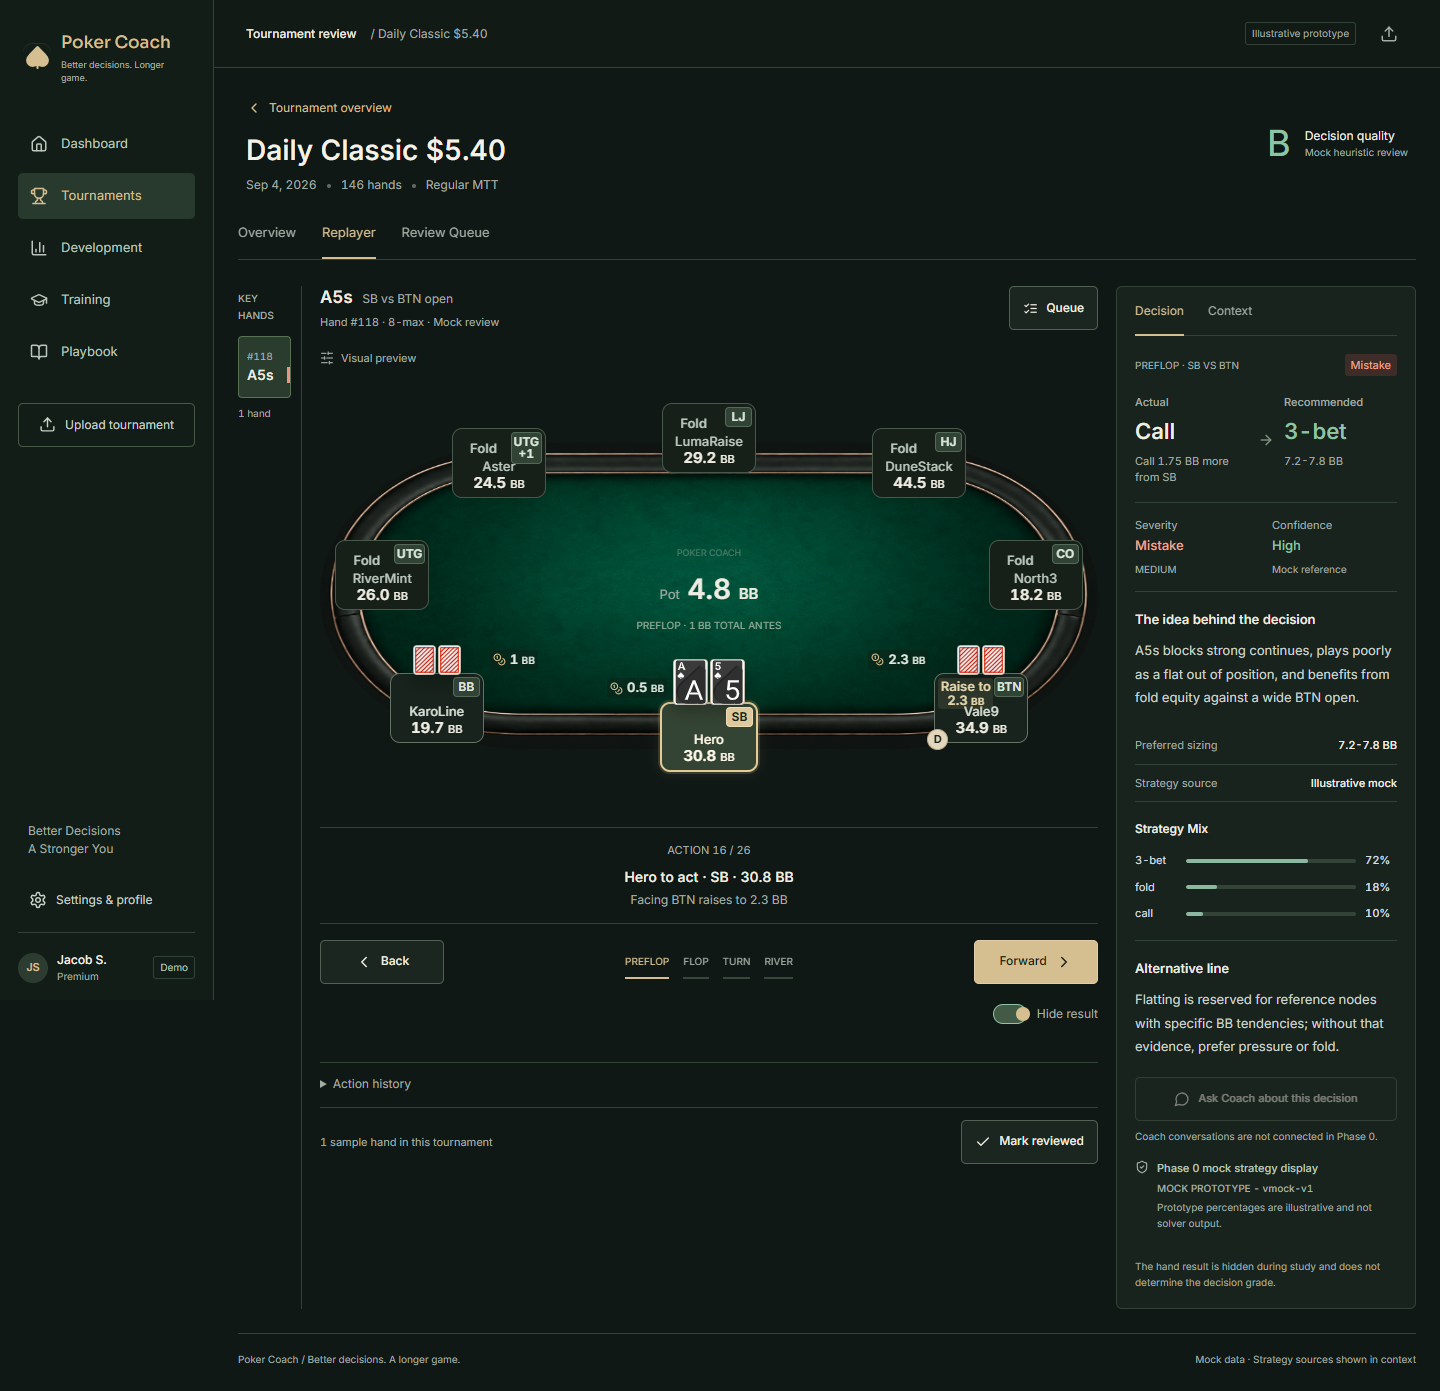 Poker Coach
Better decisions. Longer
game.
Dashboard
Tournaments
Development
Training
Playbook
Upload tournament
Better Decisions
A Stronger You
Settings & profile
JS
Jacob S.
Premium
Demo
Tournament review / Daily Classic $5.40
Illustrative prototype
Tournament overview
Daily Classic $5.40
Sep 4, 2026 • 146 hands • Regular MTT
B
Decision quality
Mock heuristic review
Overview
Replayer
Review Queue
KEY
HANDS
#118
A5s
1 hand
A5s SB vs BTN open
Hand #118 · 8-max · Mock review
Queue
Visual preview
Fold
LJ
LumaRaise
29.2 BB
Fold
UTG
+1
Aster
24.5 BB
Fold
HJ
DuneStack
44.5 BB
Fold
UTG
RiverMint
26.0 BB
Fold
CO
North3
18.2 BB
POKER COACH
Pot 4.8 BB
PREFLOP · 1 BB TOTAL ANTES
1 BB
2.3 BB
0.5 BB
A
A
5
5
BB
KaroLine
19.7 BB
SB
Hero
30.8 BB
Raise to
2.3 BB
BTN
Vale9
34.9 BB
D
ACTION 16 / 26
Hero to act · SB · 30.8 BB
Facing BTN raises to 2.3 BB
Back
PREFLOP
FLOP
TURN
RIVER
Forward
Hide result
Action history
1 sample hand in this tournament
Mark reviewed
Decision
Context
PREFLOP · SB VS BTN
Mistake
Actual
Recommended
Call
3-bet
Call 1.75 BB more
from SB
7.2-7.8 BB
Severity
Confidence
Mistake
High
MEDIUM
Mock reference
The idea behind the decision
A5s blocks strong continues, plays poorly
as a flat out of position, and benefits from
fold equity against a wide BTN open.
Preferred sizing
7.2-7.8 BB
Strategy source
Illustrative mock
Strategy Mix
3-bet 72%
fold 18%
call 10%
Alternative line
Flatting is reserved for reference nodes
with specific BB tendencies; without that
evidence, prefer pressure or fold.
Ask Coach about this decision
Coach conversations are not connected in Phase 0.
Phase 0 mock strategy display
MOCK PROTOTYPE - vmock-v1
Prototype percentages are illustrative and not
solver output.
The hand result is hidden during study and does not
determine the decision grade.
Poker Coach / Better decisions. A longer game.
Mock data · Strategy sources shown in context